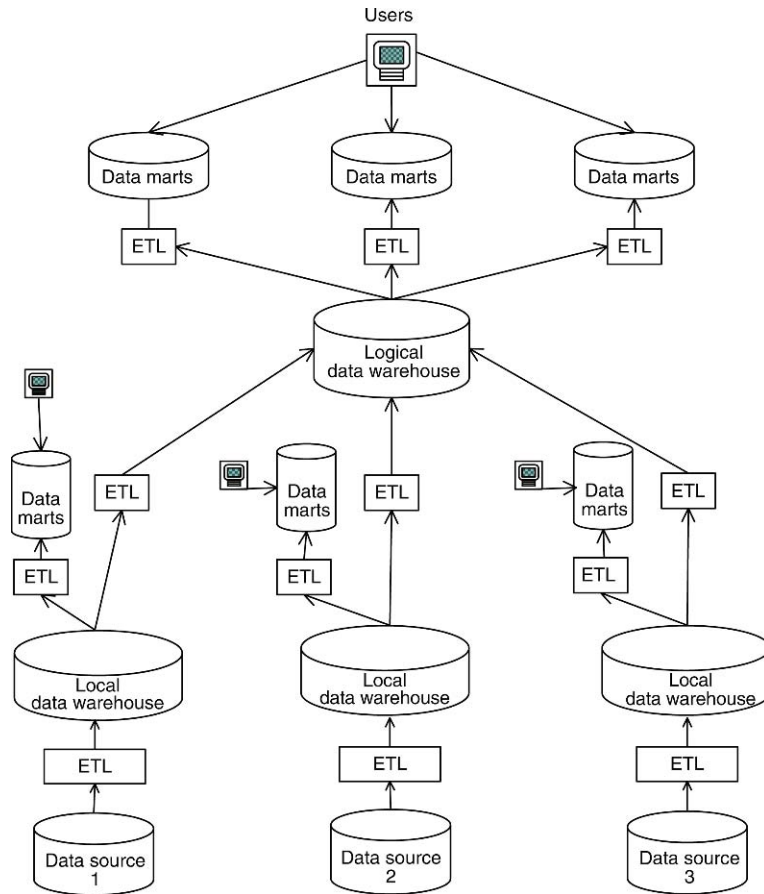 Users
Data marts
Data marts
Data marts
ETL
ETL
ETL
Logical
data warehouse
Data
marts
ETL
Data
marts
ETL
Data
marts
ETL
ETL
ETL
ETL
Local
data warehouse
Local
data warehouse
Local
data warehouse
ETL
ETL
ETL
Data source
1
Data source
2
Data source
3